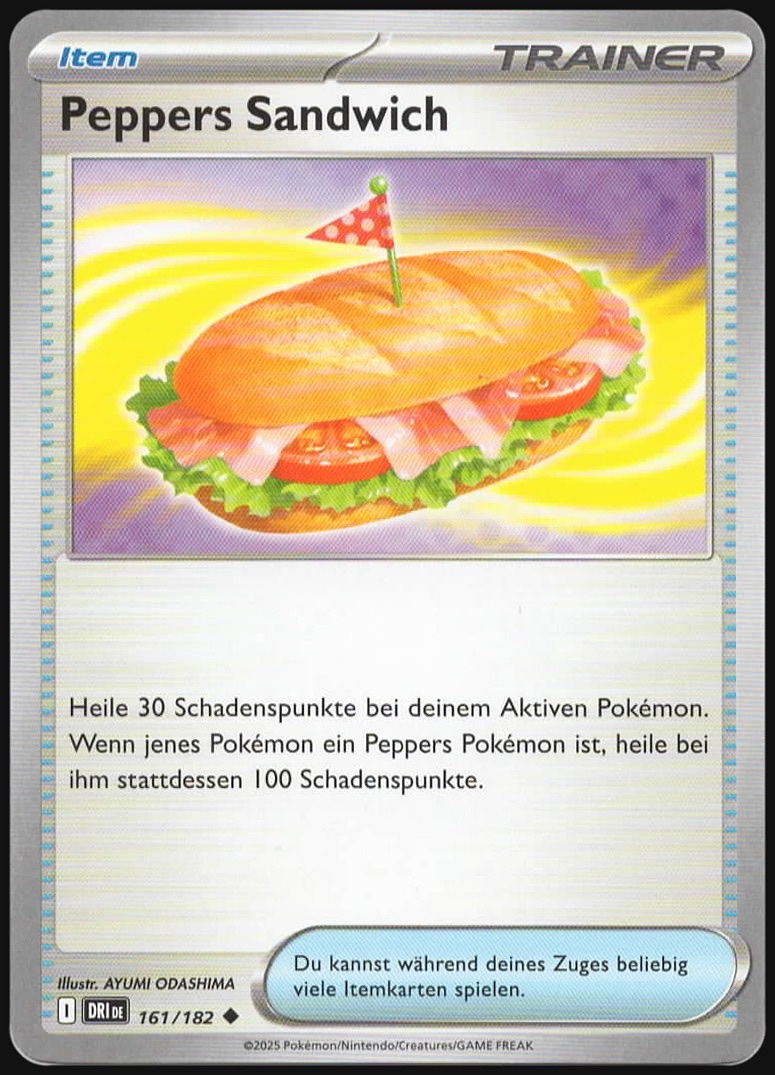 Item
TRAINER
Peppers Sandwich
Heile 30 Schadenspunkte bei deinem Aktiven Pokémon.
Wenn jenes Pokémon ein Peppers Pokémon ist, heile bei
ihm stattdessen 100 Schadenspunkte.
Du kannst während deines Zuges beliebig
viele Itemkarten spielen.
Illustr. AYUMI ODASHIMA
I DRI DE 161/182
©2025 Pokémon/Nintendo/Creatures/GAME FREAK